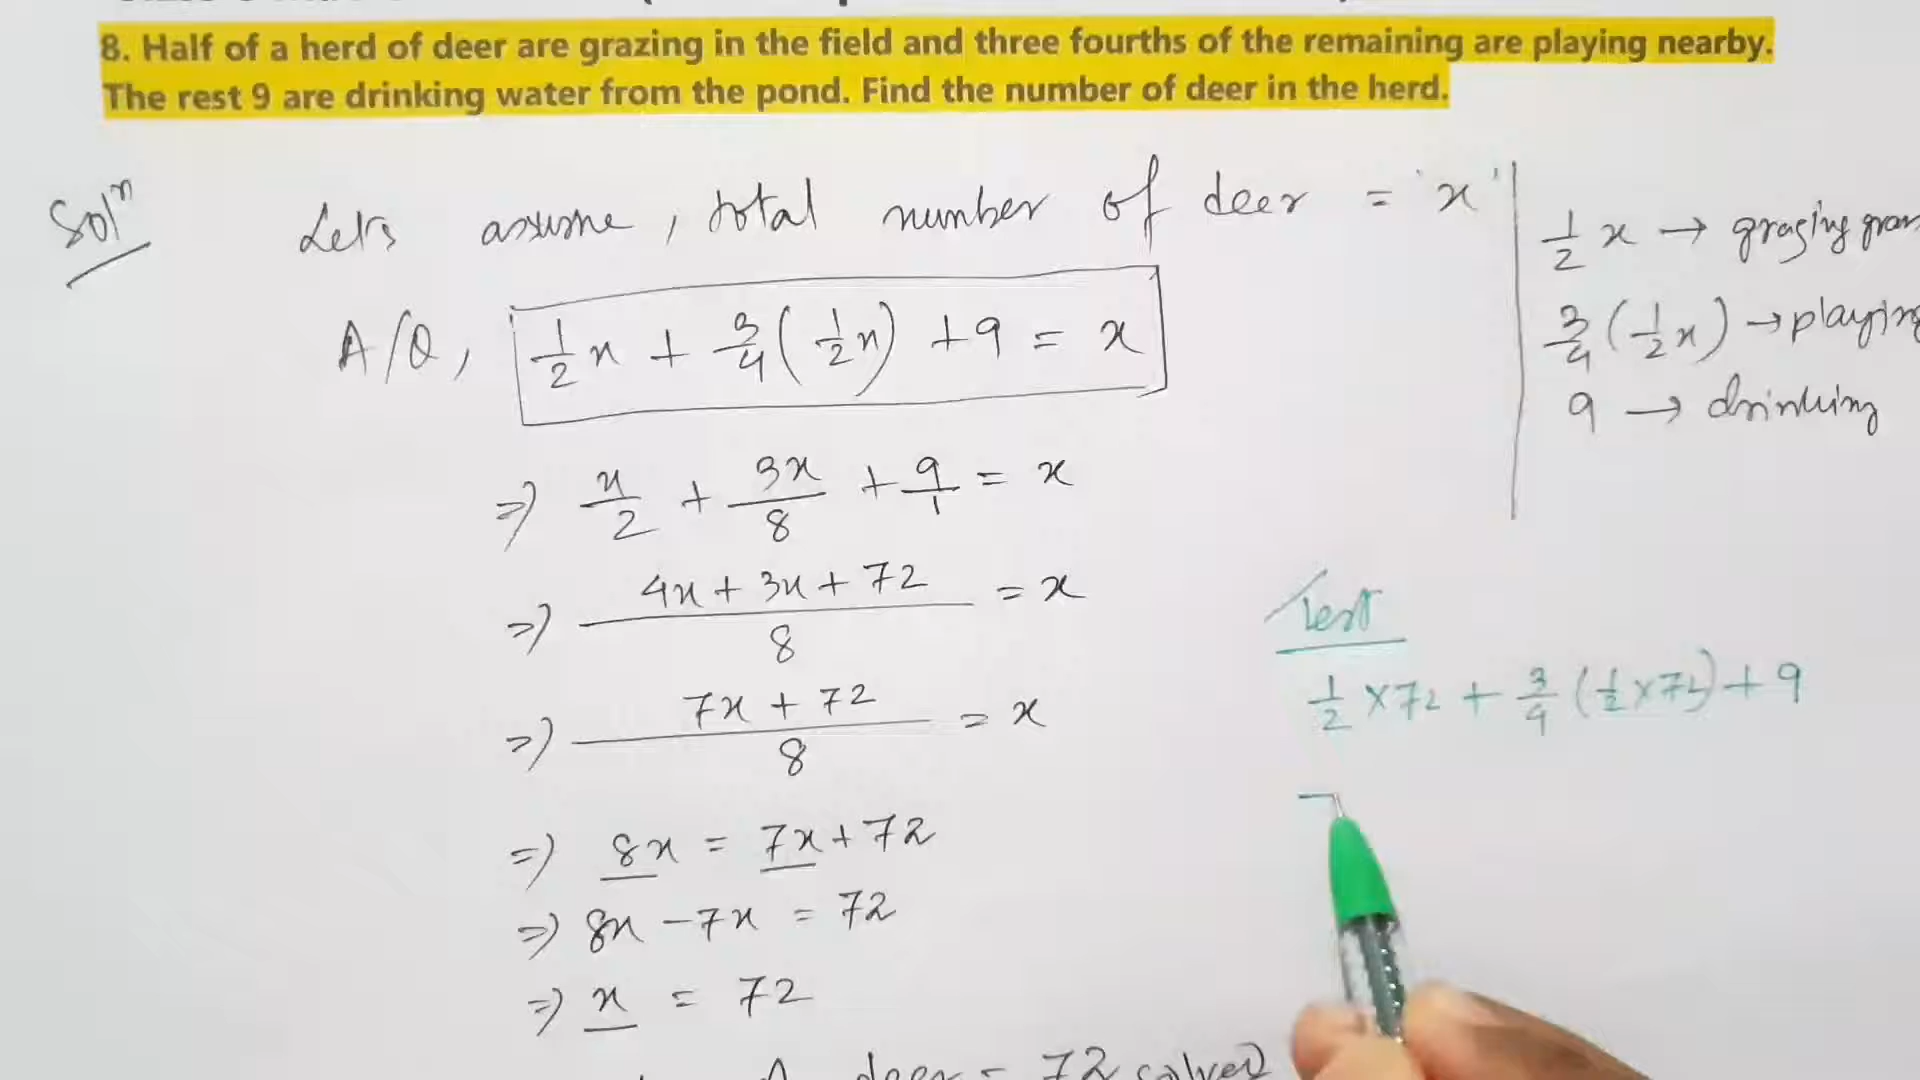 8. Half of a herd of deer are grazing in the field and three fourths of the remaining are playing nearby.
The rest 9 are drinking water from the pond. Find the number of deer in the herd.
Solⁿ Let's assume, total number of deer = 'x'
A/Q, 1/2 x + 3/4 (1/2 x) + 9 = x
=> x/2 + 3x/8 + 9/1 = x
=> (4x + 3x + 72)/8 = x
=> (7x + 72)/8 = x
=> 8x = 7x + 72
=> 8x - 7x = 72
=> x = 72
deer = 72 solved
1/2 x → grazing
3/4 (1/2 x) → playing
9 → drinking
Test
1/2 × 72 + 3/4 (1/2 × 72) + 9